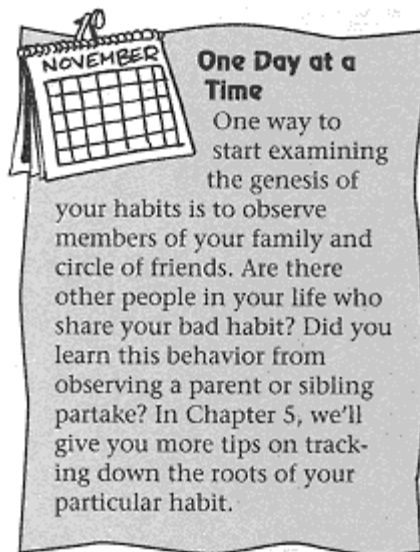 NOVEMBER
One Day at a
Time
One way to
start examining
the genesis of
your habits is to observe
members of your family and
circle of friends. Are there
other people in your life who
share your bad habit? Did you
learn this behavior from
observing a parent or sibling
partake? In Chapter 5, we'll
give you more tips on track-
ing down the roots of your
particular habit.